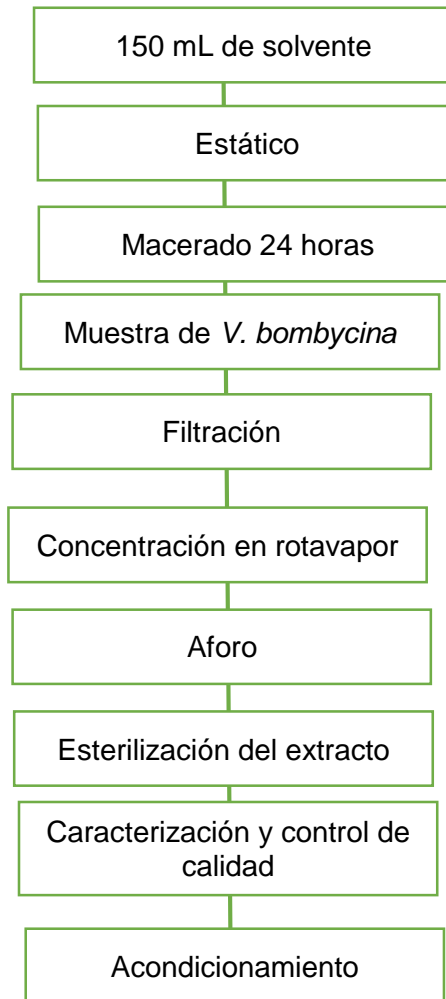 150 mL de solvente
Estático
Macerado 24 horas
Muestra de V. bombycina
Filtración
Concentración en rotavapor
Aforo
Esterilización del extracto
Caracterización y control de
calidad
Acondicionamiento